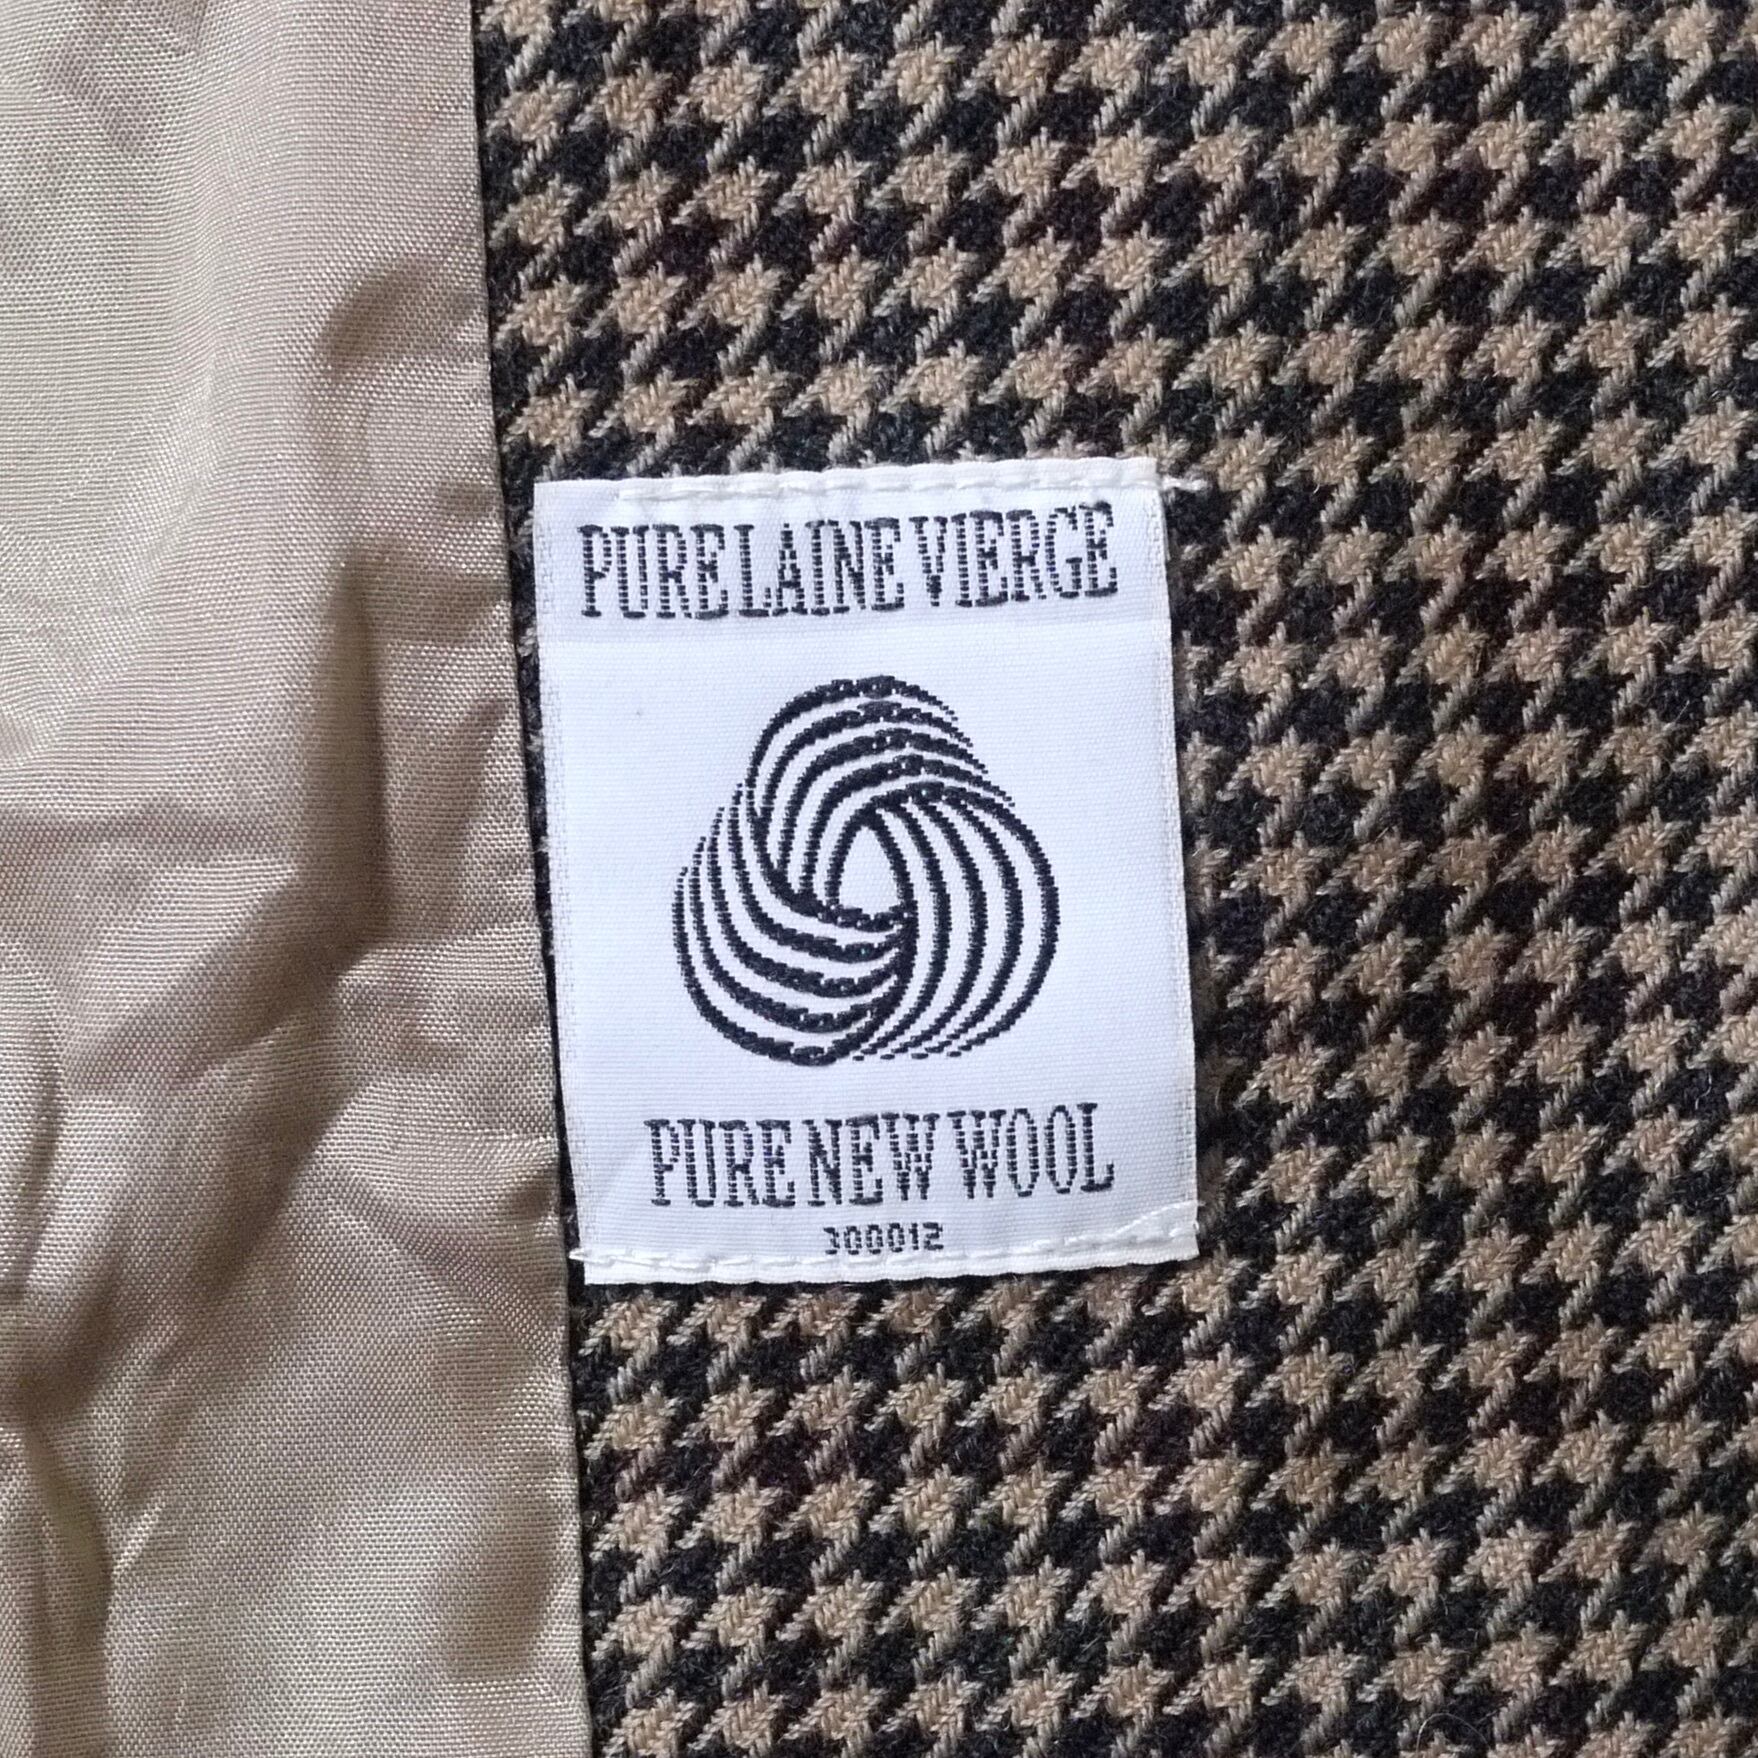 PURE LAINE VIERGE
PURE NEW WOOL
300012